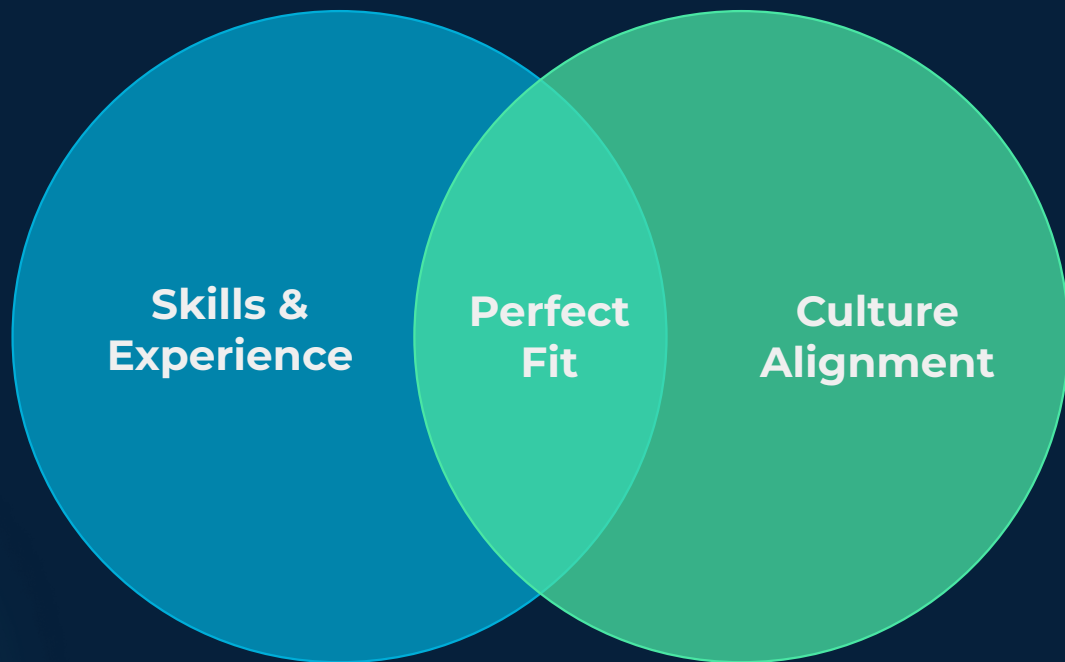 Skills &
Experience
Perfect
Fit
Culture
Alignment